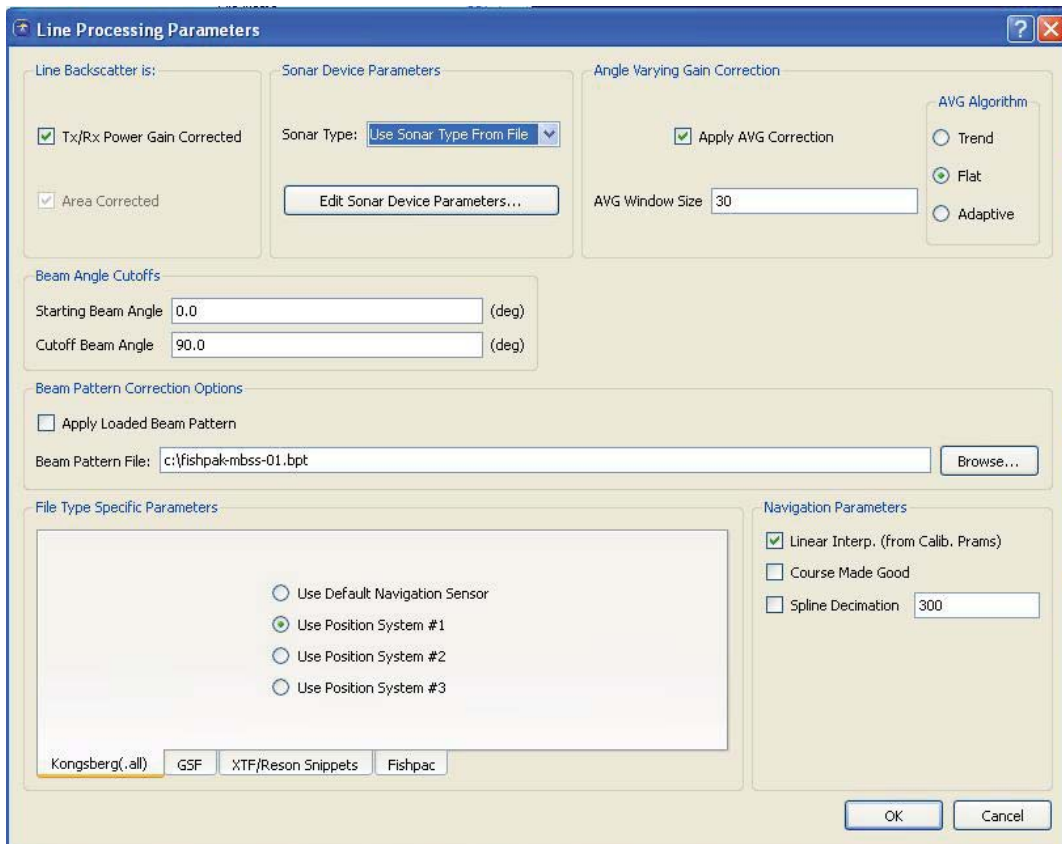 Line Processing Parameters
Line Backscatter is:
Tx/Rx Power Gain Corrected
Area Corrected
Sonar Device Parameters
Sonar Type: Use Sonar Type From File
Edit Sonar Device Parameters...
Angle Varying Gain Correction
Apply AVG Correction
AVG Window Size 30
AVG Algorithm
Trend
Flat
Adaptive
Beam Angle Cutoffs
Starting Beam Angle 0.0 (deg)
Cutoff Beam Angle 90.0 (deg)
Beam Pattern Correction Options
Apply Loaded Beam Pattern
Beam Pattern File: c:\fishpak-mbss-01.bpt
Browse...
File Type Specific Parameters
Use Default Navigation Sensor
Use Position System #1
Use Position System #2
Use Position System #3
Kongsberg(.all) GSF XTF/Reson Snippets Fishpac
Navigation Parameters
Linear Interp. (from Calib. Prams)
Course Made Good
Spline Decimation 300
OK Cancel